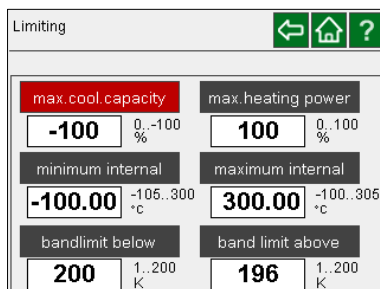 Limiting ?
max.cool.capacity max.heating power
-100 0..-100 % 100 0..100 %
minimum internal maximum internal
-100.00 -105..300 °c 300.00 -100..305 °c
bandlimit below band limit above
200 1..200 K 196 1..200 K